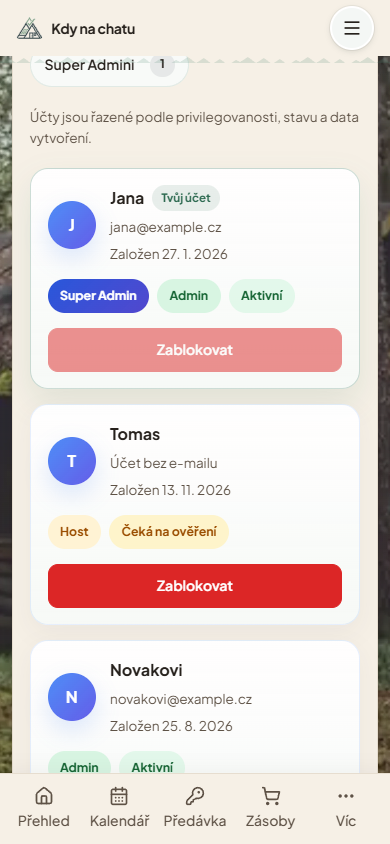 Kdy na chatu
Super Admini 1
Účty jsou řazené podle privilegovanosti, stavu a data
vytvoření.
J
Jana Tvůj účet
jana@example.cz
Založen 27. 1. 2026
Super Admin Admin Aktivní
Zablokovat
T
Tomas
Účet bez e-mailu
Založen 13. 11. 2026
Host Čeká na ověření
Zablokovat
N
Novakovi
novakovi@example.cz
Založen 25. 8. 2026
Admin Aktivní
Přehled Kalendář Předávka Zásoby Víc